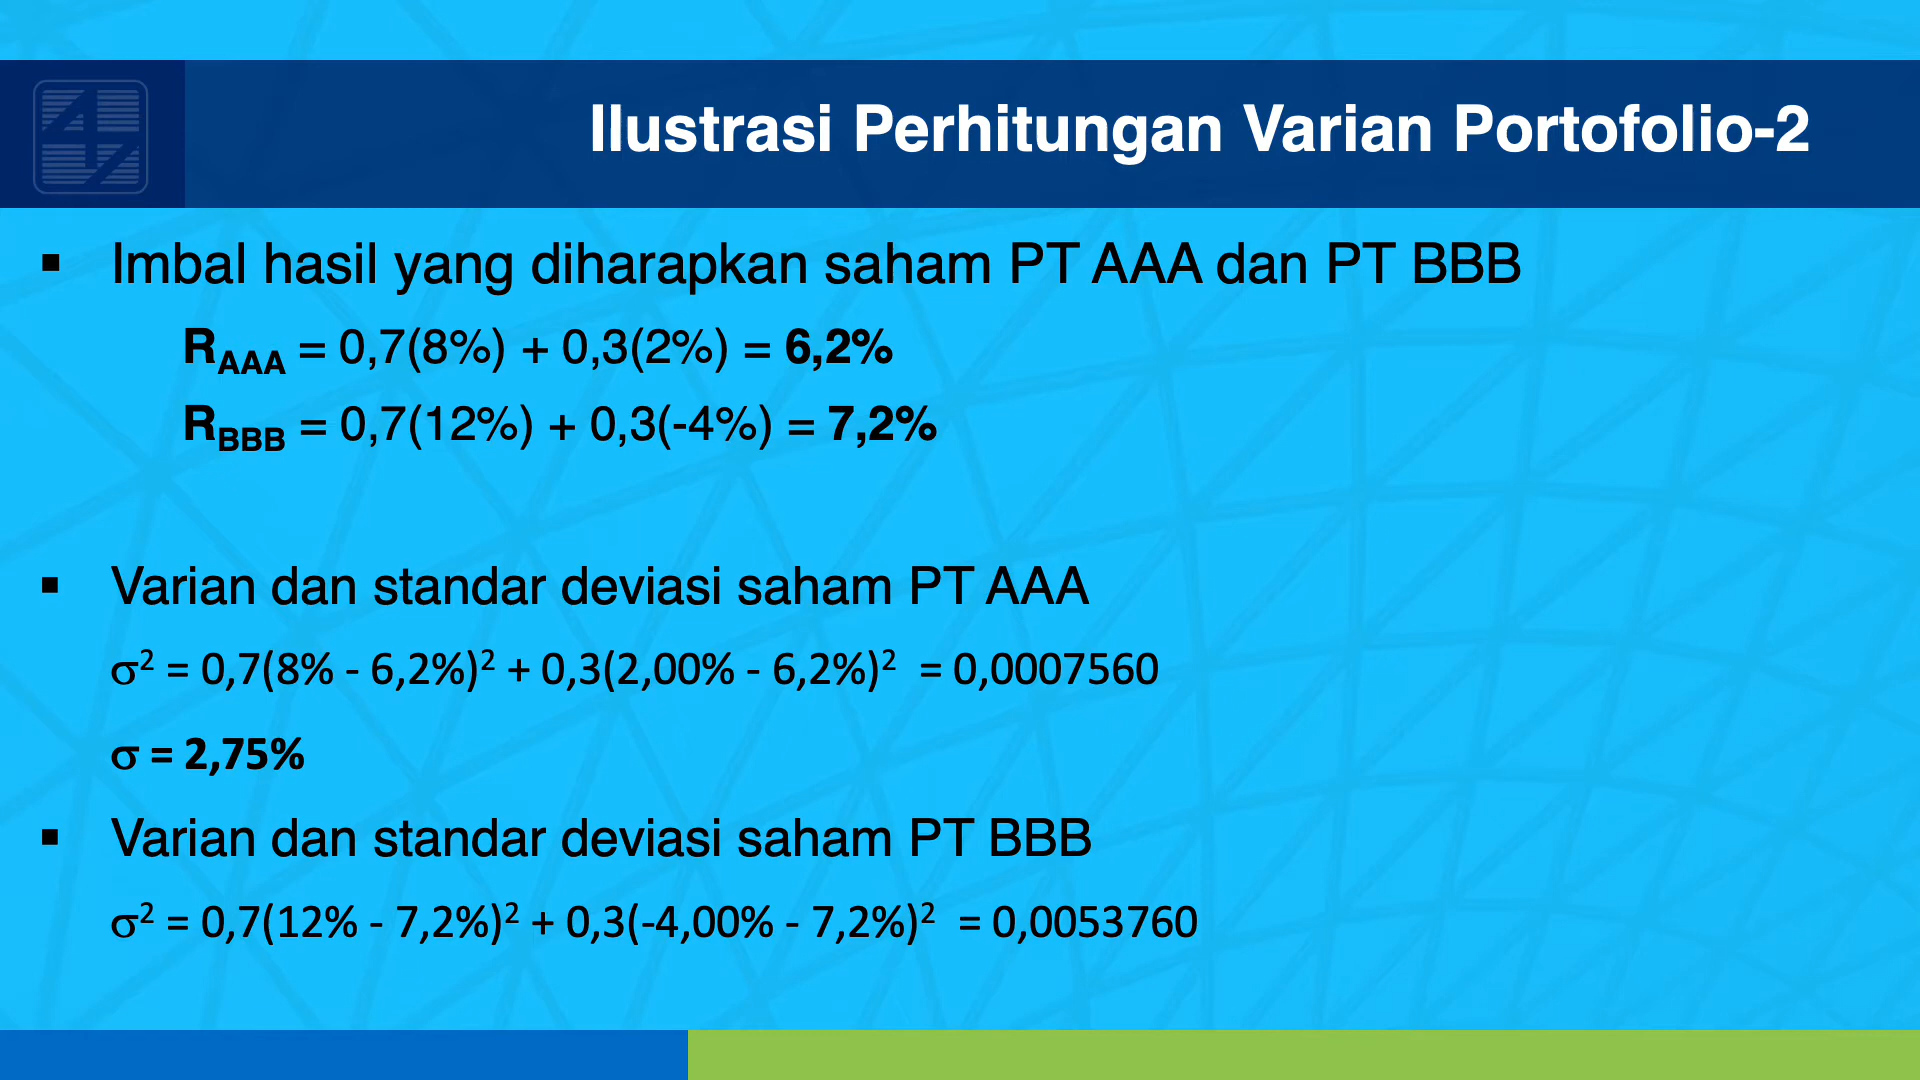 Ilustrasi Perhitungan Varian Portofolio-2
▪ Imbal hasil yang diharapkan saham PT AAA dan PT BBB
R_AAA = 0,7(8%) + 0,3(2%) = 6,2%
R_BBB = 0,7(12%) + 0,3(-4%) = 7,2%
▪ Varian dan standar deviasi saham PT AAA
σ² = 0,7(8% - 6,2%)² + 0,3(2,00% - 6,2%)² = 0,0007560
σ = 2,75%
▪ Varian dan standar deviasi saham PT BBB
σ² = 0,7(12% - 7,2%)² + 0,3(-4,00% - 7,2%)² = 0,0053760